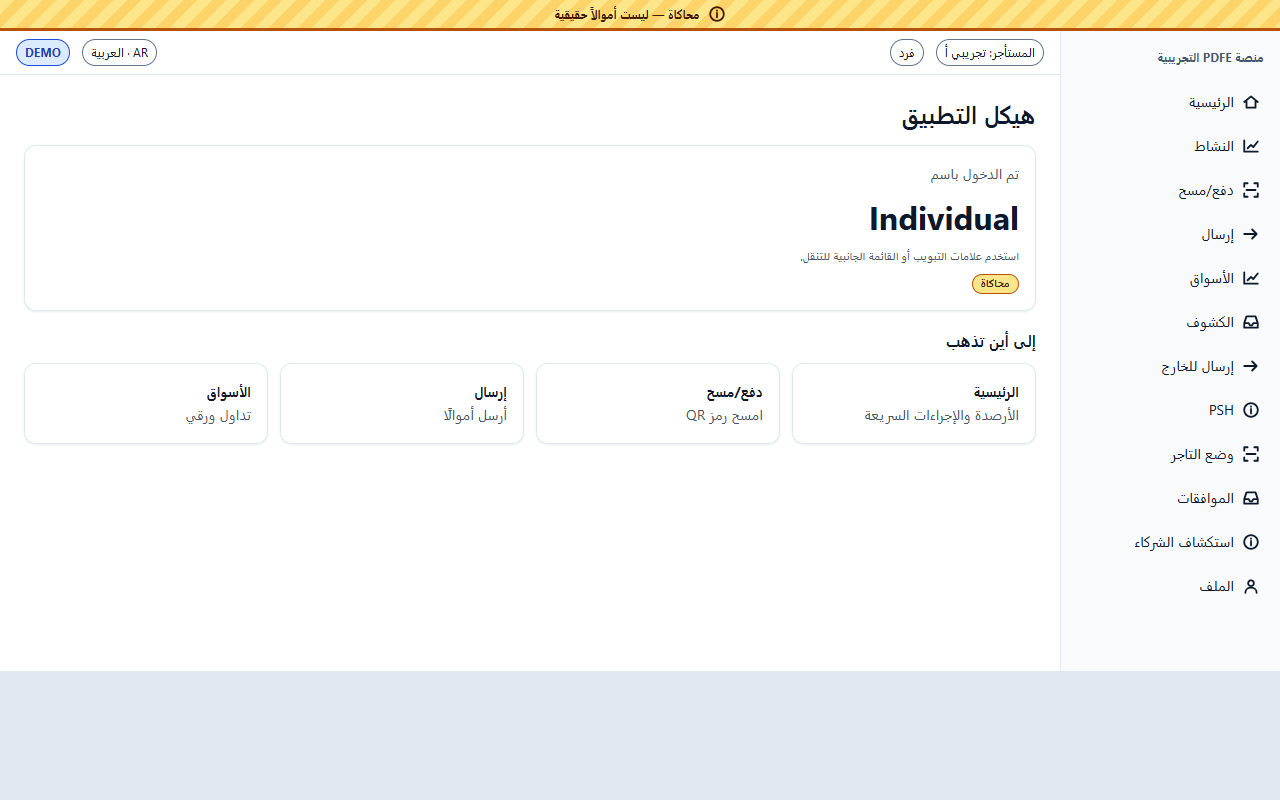 محاكاة — ليست أموالاً حقيقية
منصة PDFE التجريبية
الرئيسية
النشاط
دفع/مسح
إرسال
الأسواق
الكشوف
إرسال للخارج
PSH
وضع التاجر
الموافقات
استكشاف الشركاء
الملف
المستأجر: تجريبي أ
فرد
العربية · AR
DEMO
هيكل التطبيق
تم الدخول باسم
Individual
استخدم علامات التبويب أو القائمة الجانبية للتنقل.
محاكاة
إلى أين تذهب
الرئيسية
الأرصدة والإجراءات السريعة
دفع/مسح
امسح رمز QR
إرسال
أرسل أموالًا
الأسواق
تداول ورقي